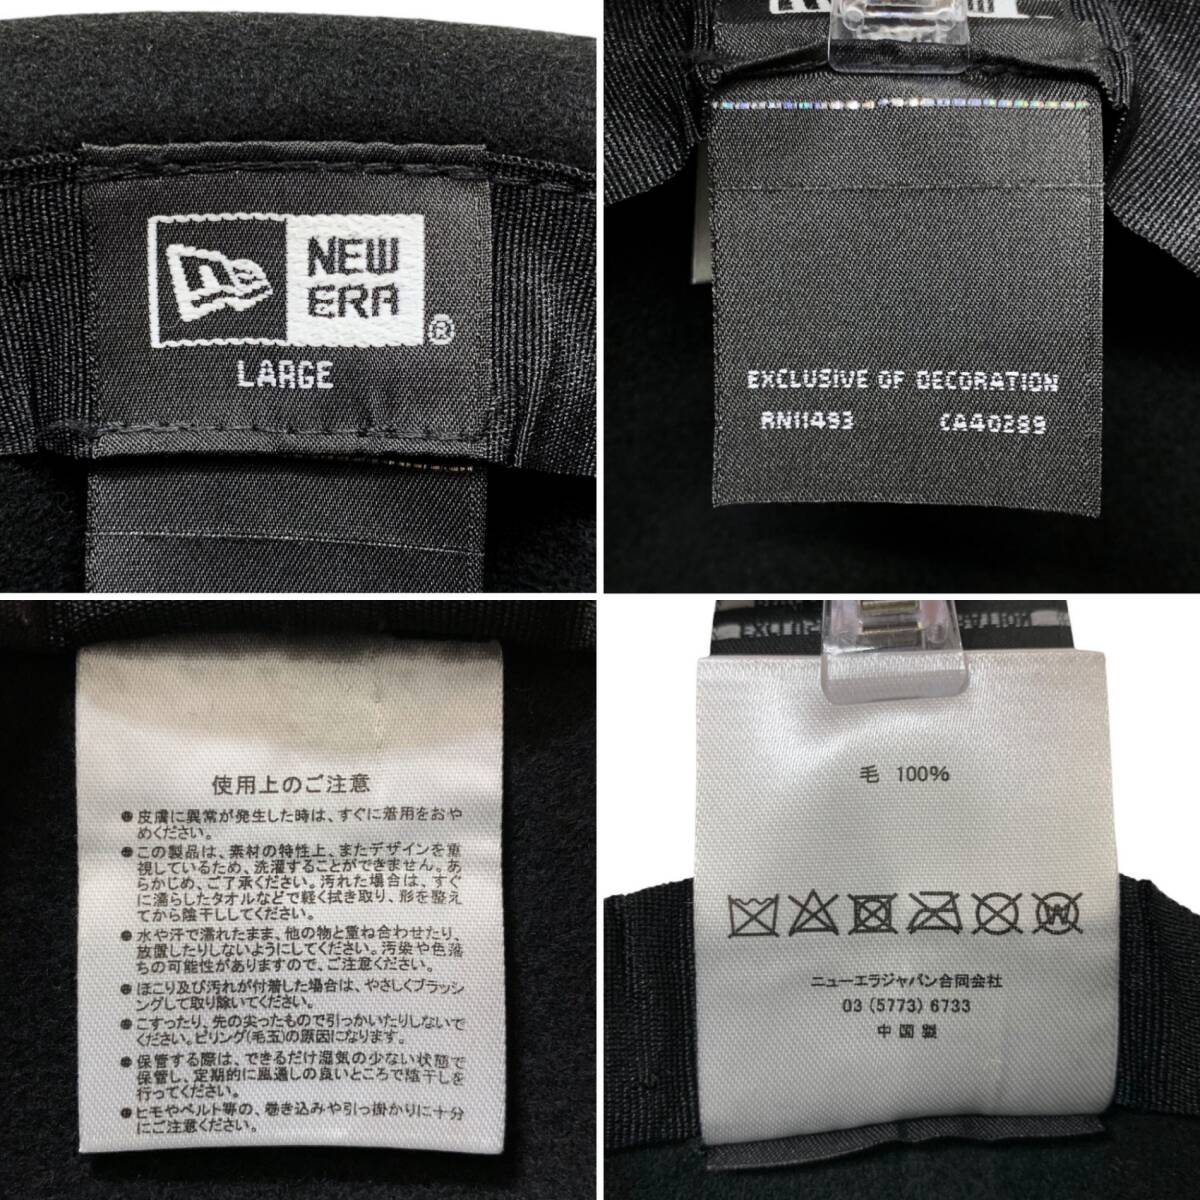 NEW
ERA
®
LARGE
EXCLUSIVE OF DECORATION
RN11493 CA40289
使用上のご注意
●皮膚に異常が発生した時は、すぐに着用をおや
めください。
●この製品は、素材の特性上、またデザインを重
視しているため、洗濯することができません。あ
らかじめ、ご了承ください。汚れた場合は、すぐ
に濡らしたタオルなどで軽く拭き取り、形を整え
てから陰干ししてください。
●水や汗で濡れたまま、他の物と重ね合わせたり、
放置したりしないようにしてください。汚染や色落
ちの可能性がありますので、ご注意ください。
●ほこり及び汚れが付着した場合は、やさしくブラッシ
ングして取り除いてください。
●こすったり、先の尖ったもので引っかいたりしないで
ください。ピリング(毛玉)の原因になります。
●保管する際は、できるだけ湿気の少ない状態で
保管し、定期的に風通しの良いところで陰干しを
行ってください。
●ヒモやベルト等の、巻き込みや引っ掛かりに十分
にご注意ください。
毛 100%
W
ニューエラジャパン合同会社
03 (5773) 6733
中国製